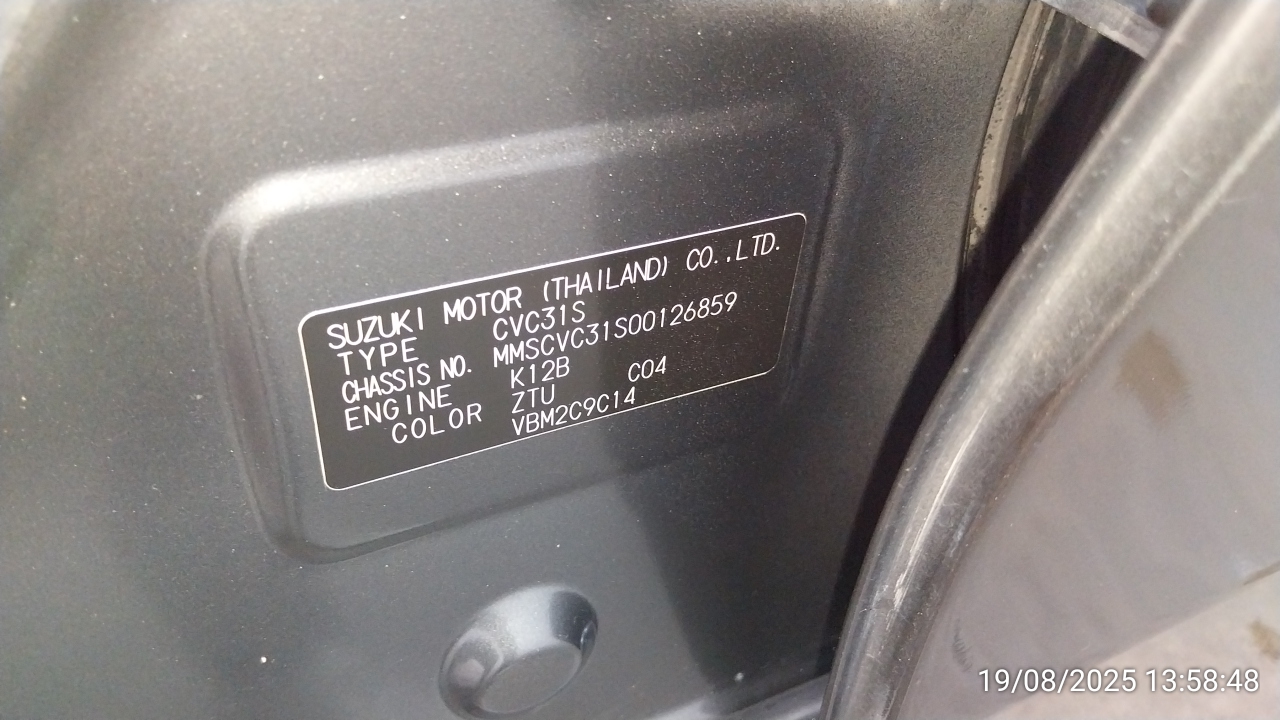 SUZUKI MOTOR (THAILAND) CO.,LTD.
TYPE CVC31S
CHASSIS NO. MMSCVC31S00126859
ENGINE K12B
COLOR ZTU C04
VBM2C9C14
19/08/2025 13:58:48